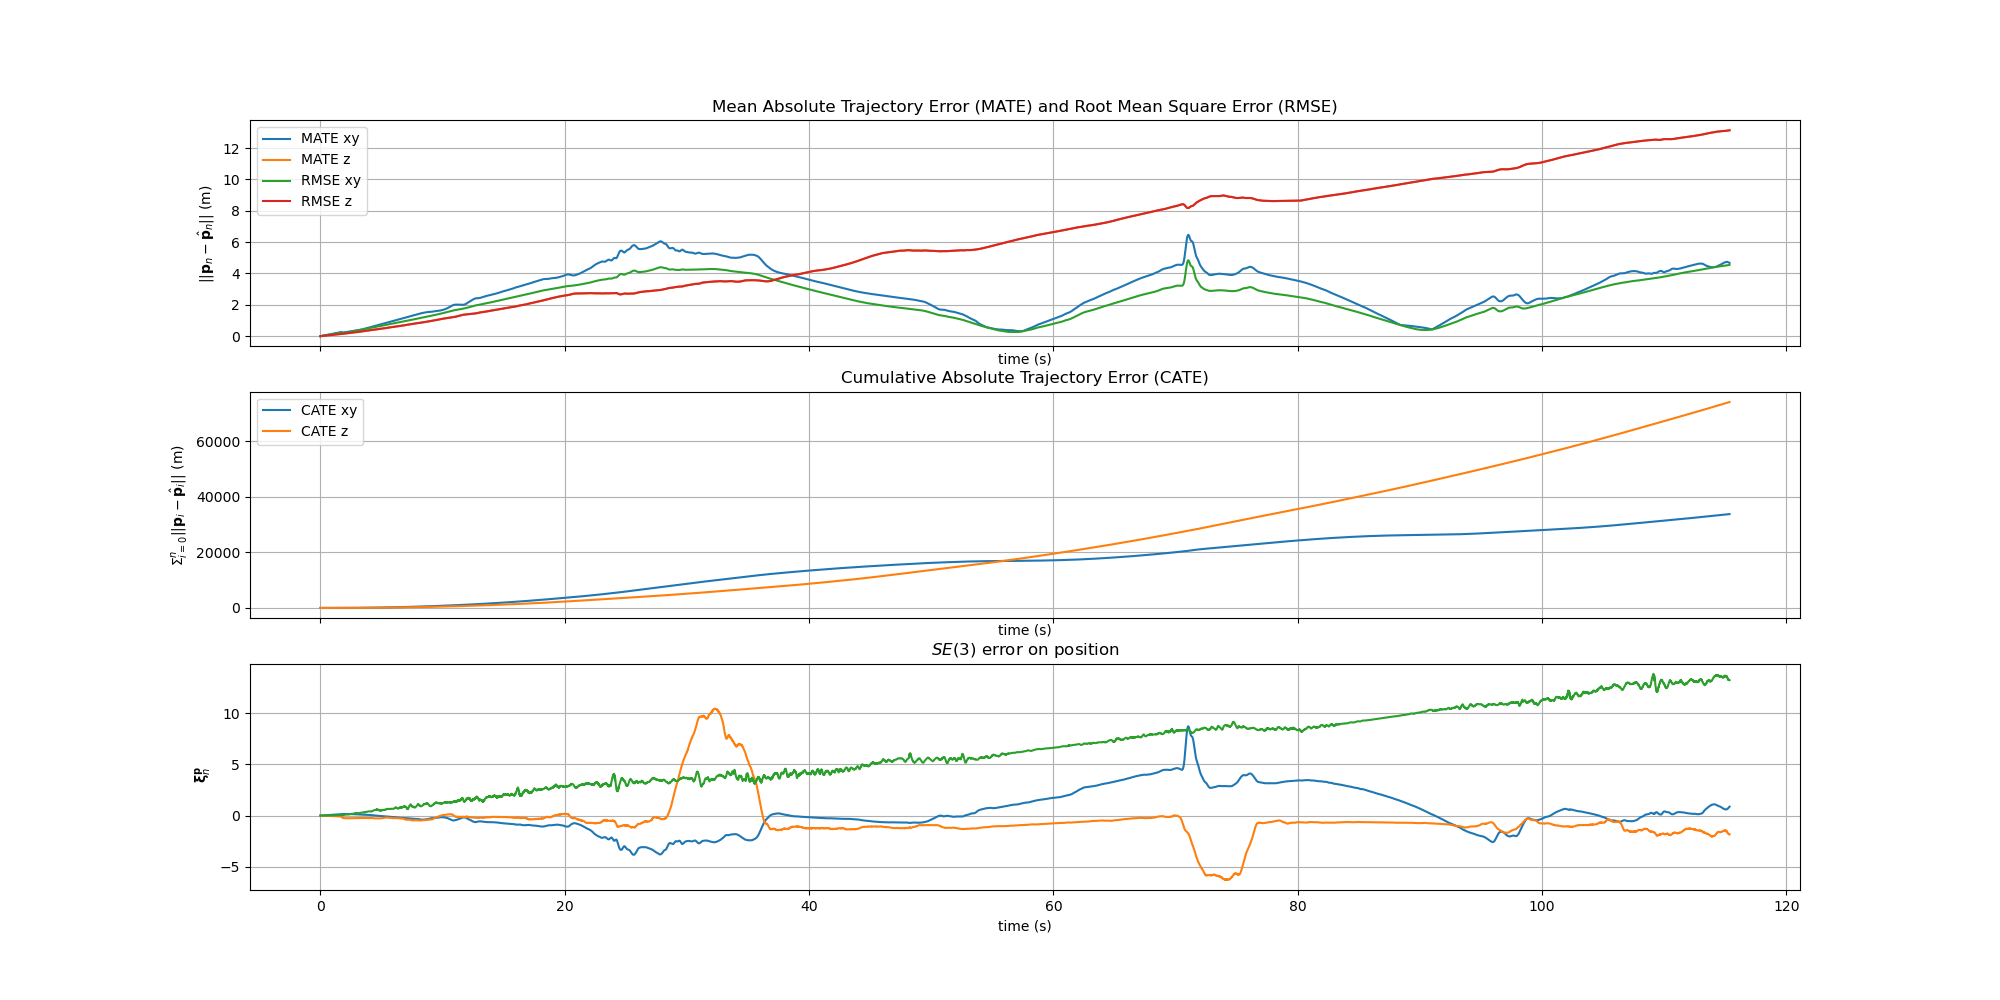 Mean Absolute Trajectory Error (MATE) and Root Mean Square Error (RMSE)
||p_n − p̂_n|| (m)
12
10
8
6
4
2
0
MATE xy
MATE z
RMSE xy
RMSE z
time (s)
Cumulative Absolute Trajectory Error (CATE)
Σⁿᵢ₌₀||pᵢ − p̂ᵢ|| (m)
60000
40000
20000
0
CATE xy
CATE z
time (s)
SE(3) error on position
ξₙᵖ
10
5
0
−5
0 20 40 60 80 100 120
time (s)